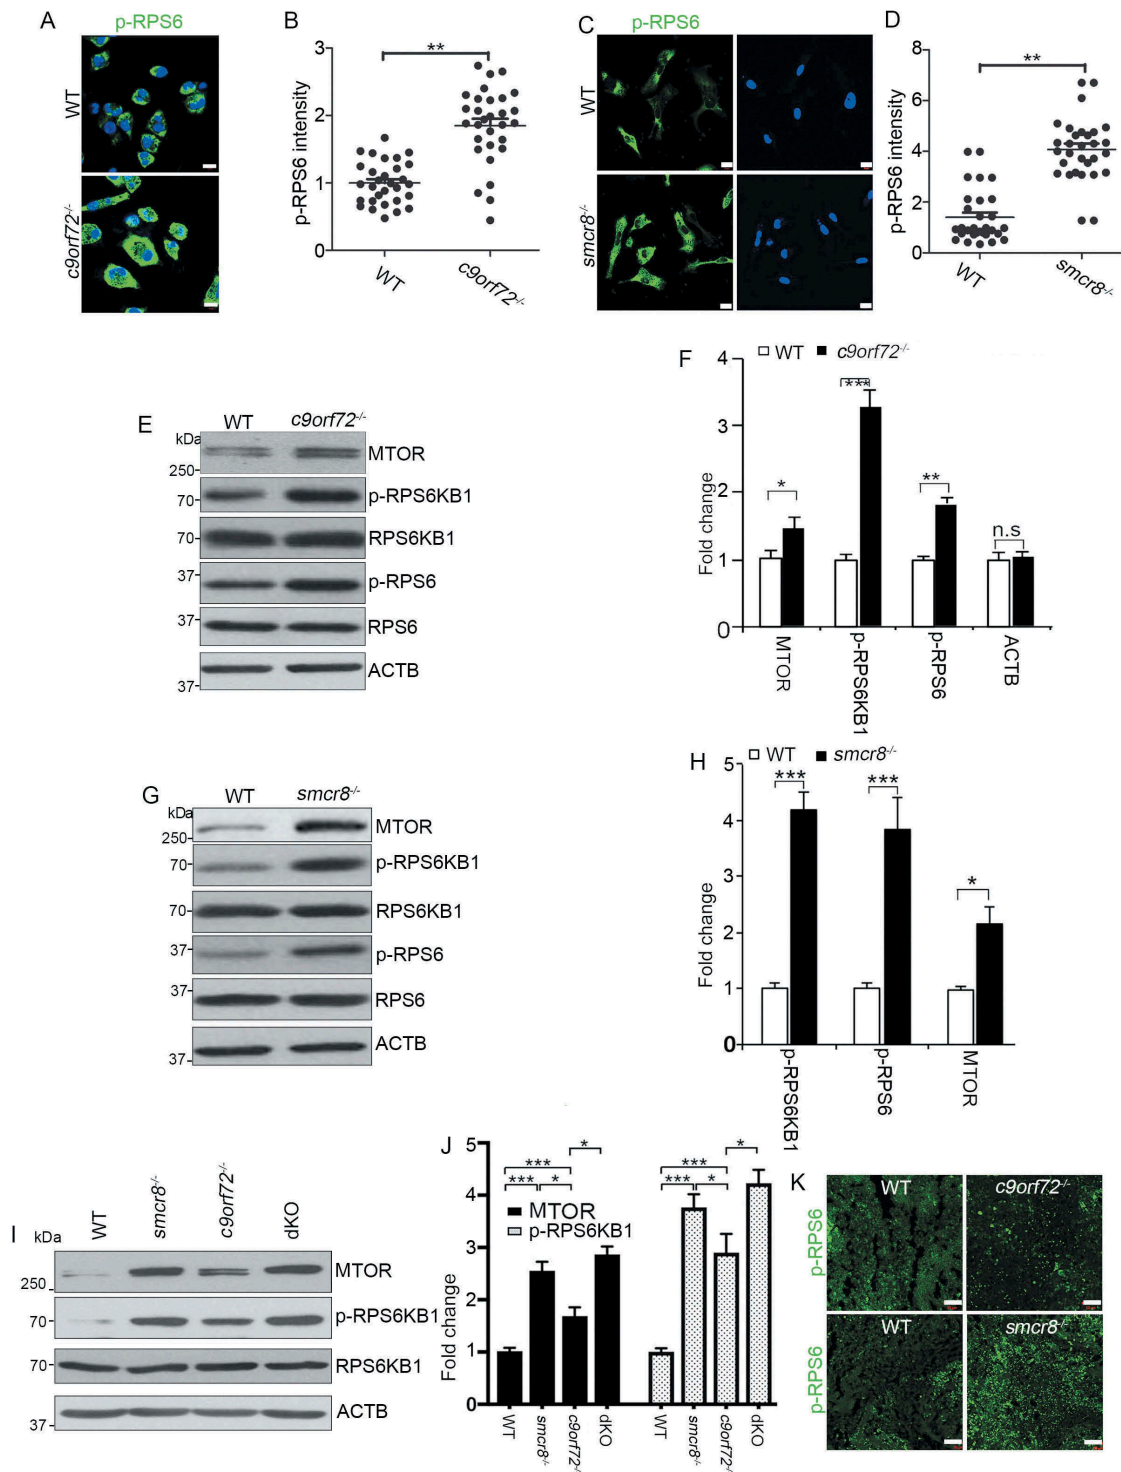 A
p-RPS6
WT
c9orf72-/-
B
p-RPS6 intensity
3
2
1
0
**
WT
c9orf72-/-
C
p-RPS6
WT
smcr8-/-
D
p-RPS6 intensity
8
6
4
2
0
**
WT
smcr8-/-
E
WT c9orf72-/-
kDa
250
MTOR
70
p-RPS6KB1
70
RPS6KB1
37
p-RPS6
37
RPS6
37
ACTB
F
WT c9orf72-/-
Fold change
4
3
2
1
0
*
***
**
n.s
MTOR
p-RPS6KB1
p-RPS6
ACTB
G
WT smcr8-/-
kDa
250
MTOR
70
p-RPS6KB1
70
RPS6KB1
37
p-RPS6
37
RPS6
37
ACTB
H
WT smcr8-/-
Fold change
5
4
3
2
1
0
***
***
*
p-RPS6KB1
p-RPS6
MTOR
I
kDa
WT
smcr8-/-
c9orf72-/-
dKO
250
MTOR
70
p-RPS6KB1
70
RPS6KB1
37
ACTB
J
Fold change
5
4
3
2
1
0
MTOR
p-RPS6KB1
*
***
*** *
*
***
*** *
WT
smcr8-/-
c9orf72-/-
dKO
WT
smcr8-/-
c9orf72-/-
dKO
K
p-RPS6
WT
c9orf72-/-
p-RPS6
WT
smcr8-/-